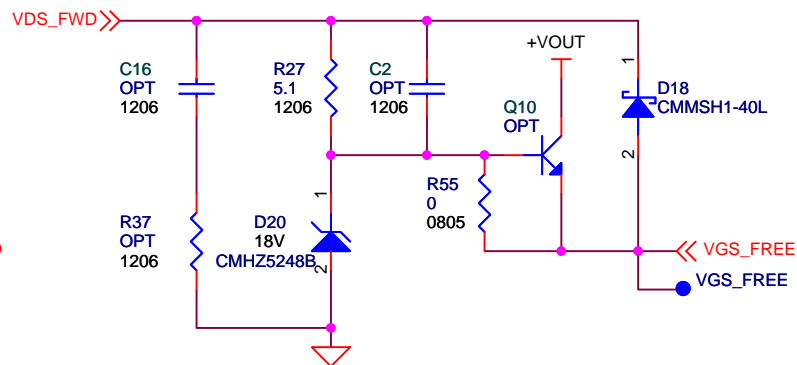 VDS_FWD
+VOUT
C16
OPT
1206
R27
5.1
1206
C2
OPT
1206
Q10
OPT
1
D18
CMMSH1-40L
2
R55
0
0805
1
R37
OPT
1206
D20
18V
CMHZ5248B
2
VGS_FREE
VGS_FREE